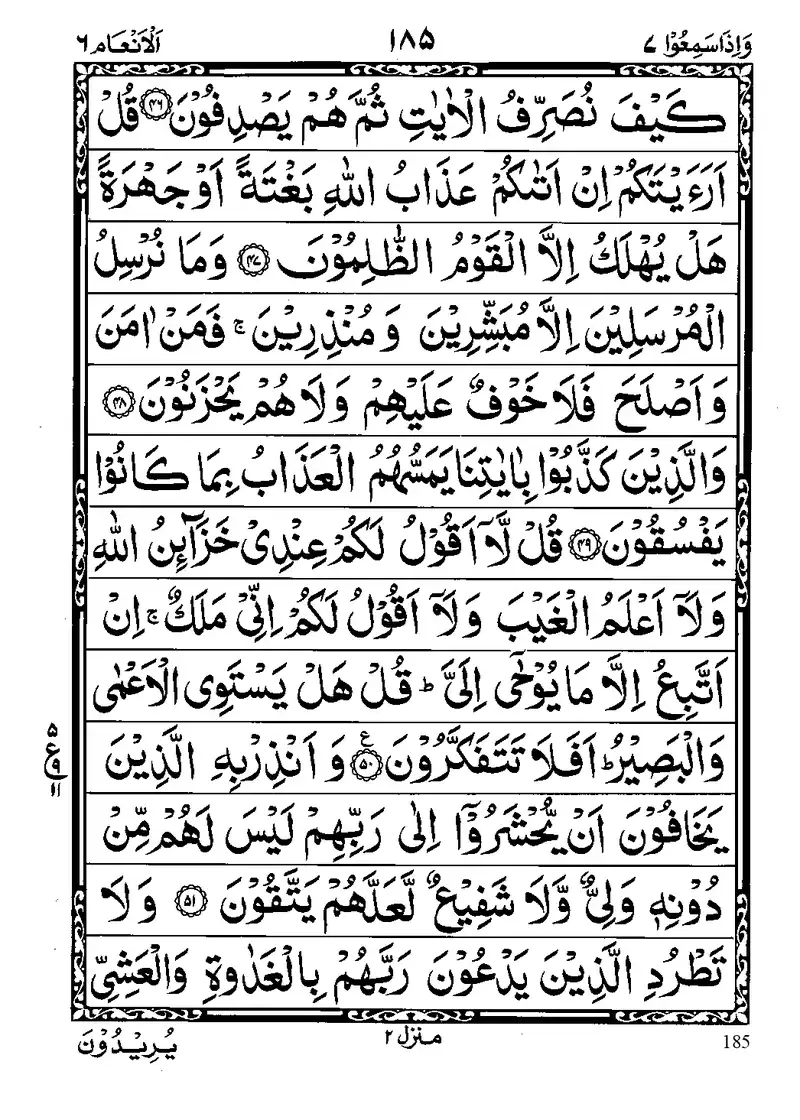 وَاِذَا سَمِعُوْا ٧ ١٨٥ اَلْاَنْعَام ٦
كَيْفَ نُصَرِّفُ الْاٰيٰتِ ثُمَّ هُمْ يَصْدِفُوْنَ ۝٤٦ قُلْ
اَرَءَيْتَكُمْ اِنْ اَتٰىكُمْ عَذَابُ اللّٰهِ بَغْتَةً اَوْ جَهْرَةً
هَلْ يُهْلَكُ اِلَّا الْقَوْمُ الظّٰلِمُوْنَ ۝٤٧ وَمَا نُرْسِلُ
الْمُرْسَلِيْنَ اِلَّا مُبَشِّرِيْنَ وَمُنْذِرِيْنَ ۚ فَمَنْ اٰمَنَ
وَاَصْلَحَ فَلَا خَوْفٌ عَلَيْهِمْ وَلَا هُمْ يَحْزَنُوْنَ ۝٤٨
وَالَّذِيْنَ كَذَّبُوْا بِاٰيٰتِنَا يَمَسُّهُمُ الْعَذَابُ بِمَا كَانُوْا
يَفْسُقُوْنَ ۝٤٩ قُلْ لَّاۤ اَقُوْلُ لَكُمْ عِنْدِىْ خَزَآئِنُ اللّٰهِ
وَلَاۤ اَعْلَمُ الْغَيْبَ وَلَاۤ اَقُوْلُ لَكُمْ اِنِّىْ مَلَكٌ ۚ اِنْ
اَتَّبِعُ اِلَّا مَا يُوْحٰٓى اِلَىَّ ؕ قُلْ هَلْ يَسْتَوِى الْاَعْمٰى
وَالْبَصِيْرُ ؕ اَفَلَا تَتَفَكَّرُوْنَ ۝٥٠ ع وَاَنْذِرْ بِهِ الَّذِيْنَ
٥ ع ٩ ١١
يَخَافُوْنَ اَنْ يُّحْشَرُوْٓا اِلٰى رَبِّهِمْ لَيْسَ لَهُمْ مِّنْ
دُوْنِهٖ وَلِىٌّ وَّلَا شَفِيْعٌ لَّعَلَّهُمْ يَتَّقُوْنَ ۝٥١ وَلَا
تَطْرُدِ الَّذِيْنَ يَدْعُوْنَ رَبَّهُمْ بِالْغَدٰوةِ وَالْعَشِىِّ
185 منزل ٢ يُرِيْدُوْنَ